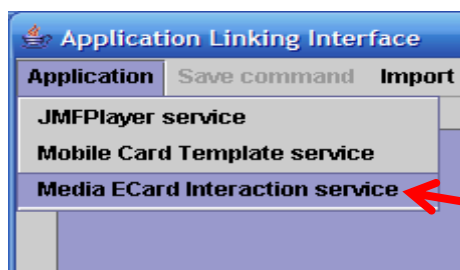 Application Linking Interface
Application Save command Import
JMFPlayer service
Mobile Card Template service
Media ECard Interaction service